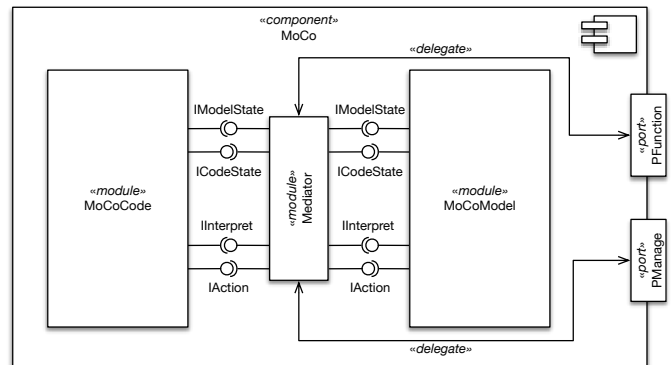 «component»
MoCo
«delegate»
IModelState
IModelState
ICodeState
ICodeState
«module»
MoCoCode
«module»
Mediator
«module»
MoCoModel
«port»
PFunction
IInterpret
IInterpret
IAction
IAction
«port»
PManage
«delegate»